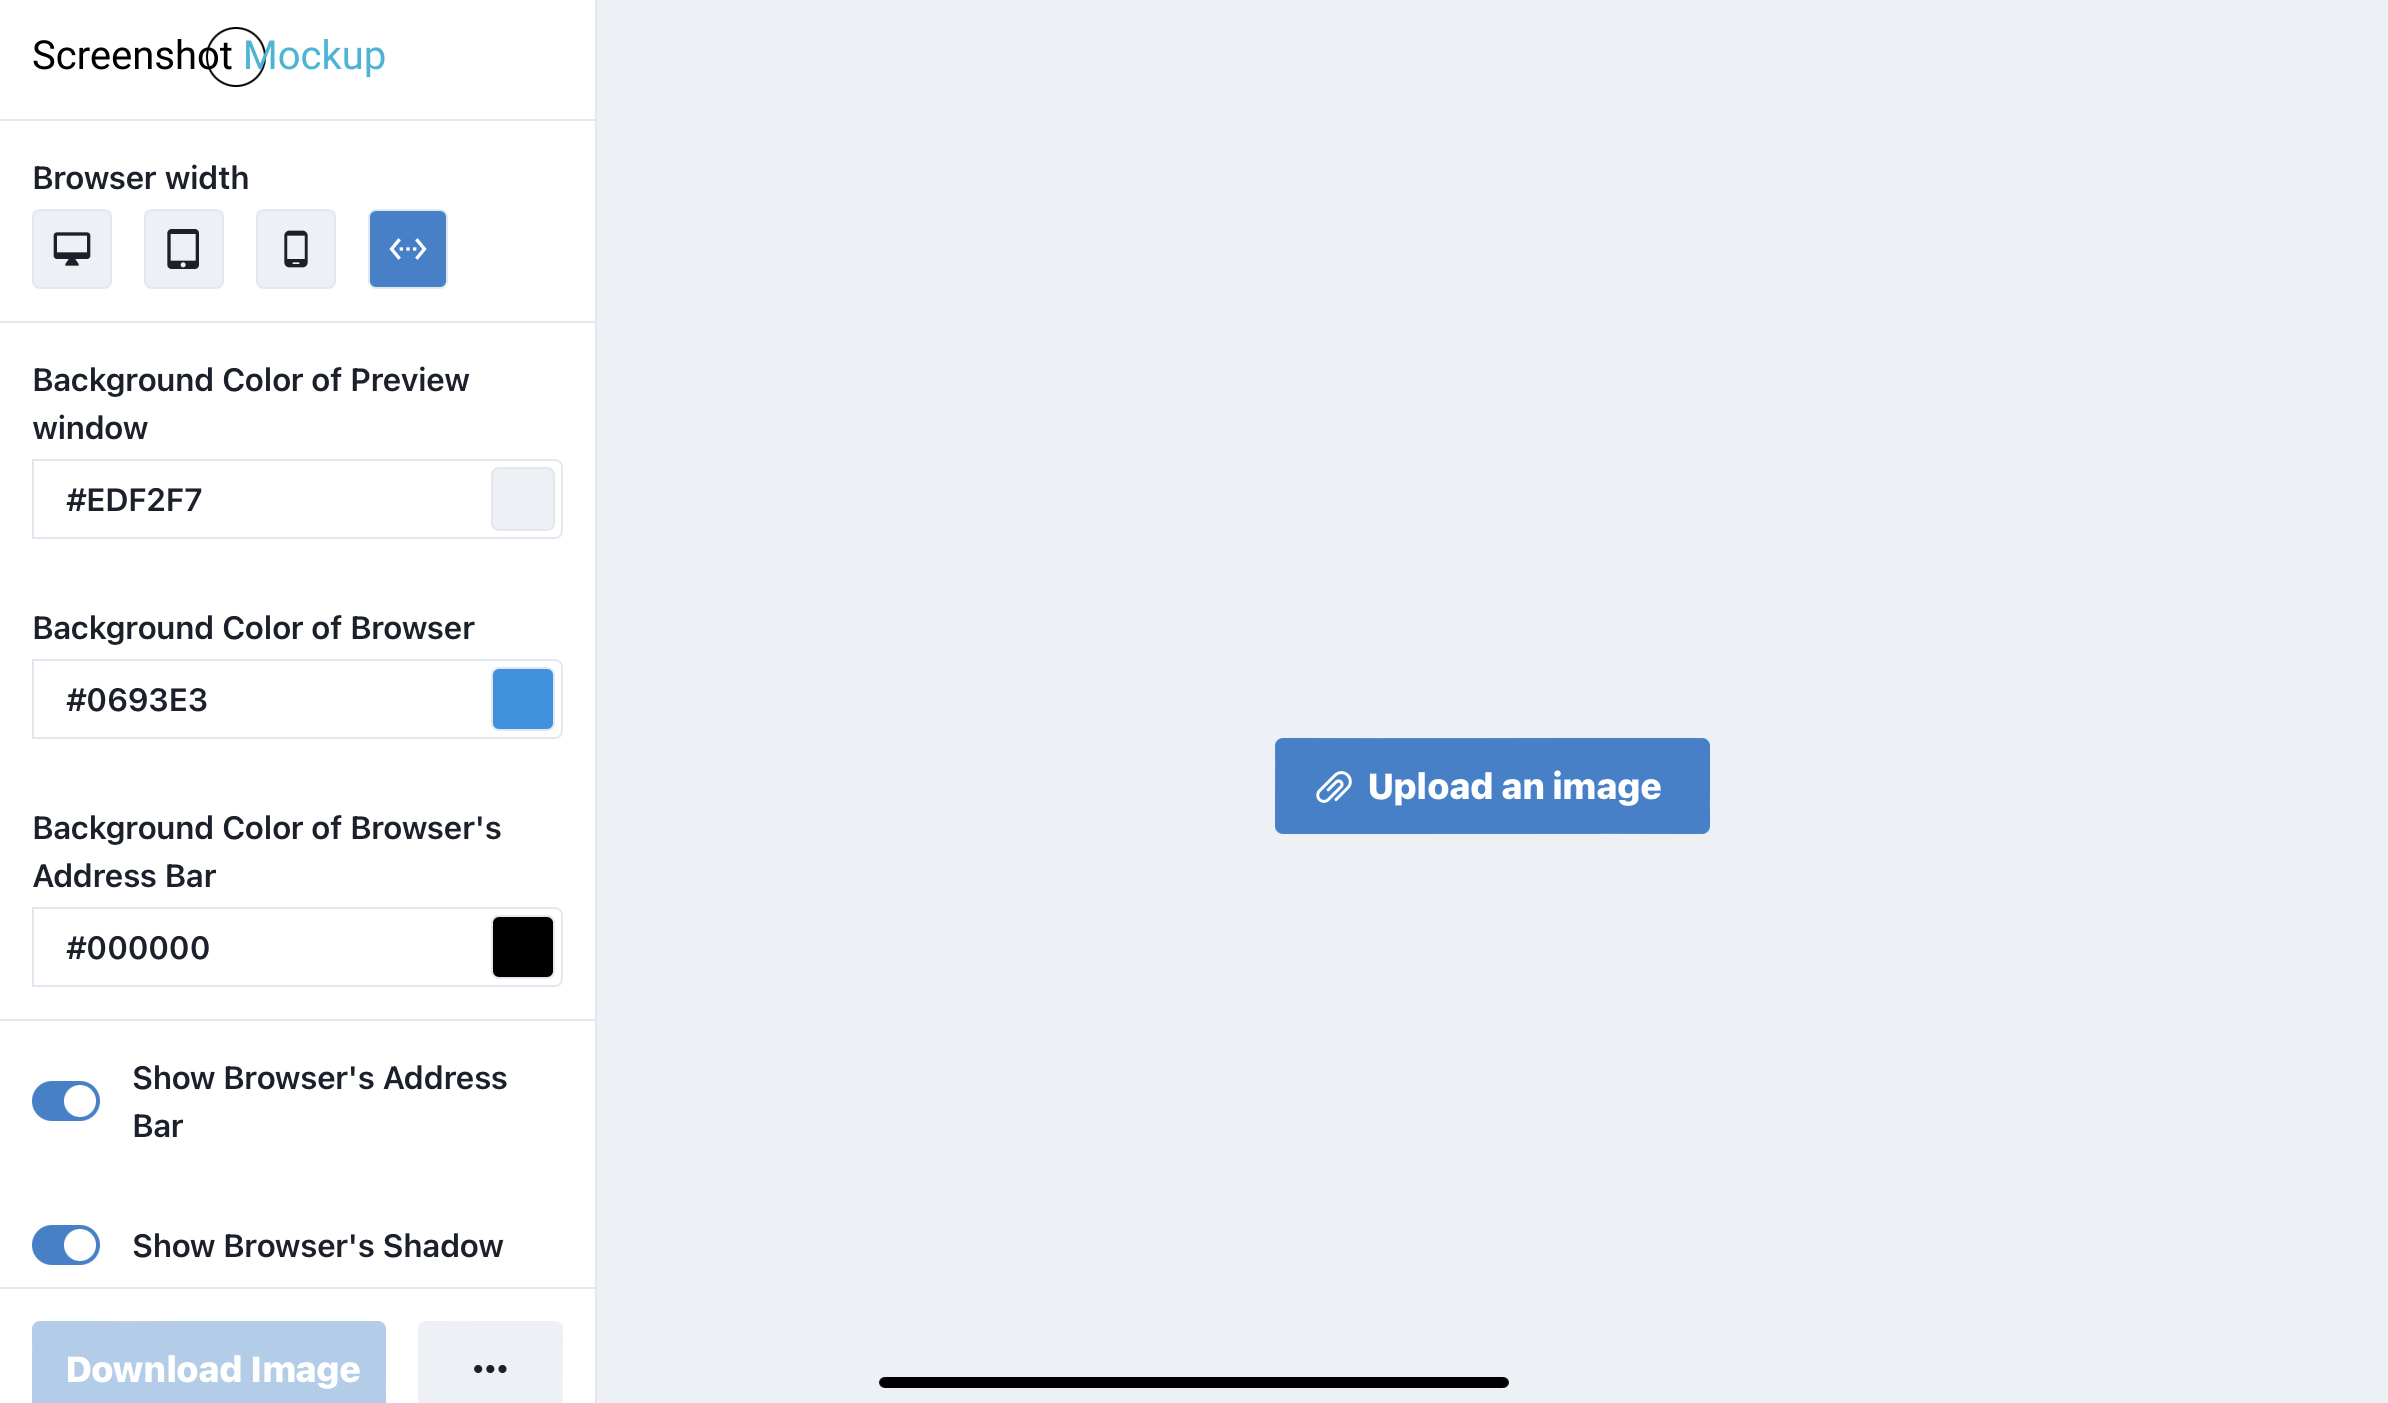 Screenshot Mockup
Browser width
Background Color of Preview
window
#EDF2F7
Background Color of Browser
#0693E3
Background Color of Browser's
Address Bar
#000000
Show Browser's Address
Bar
Show Browser's Shadow
Download Image
Upload an image